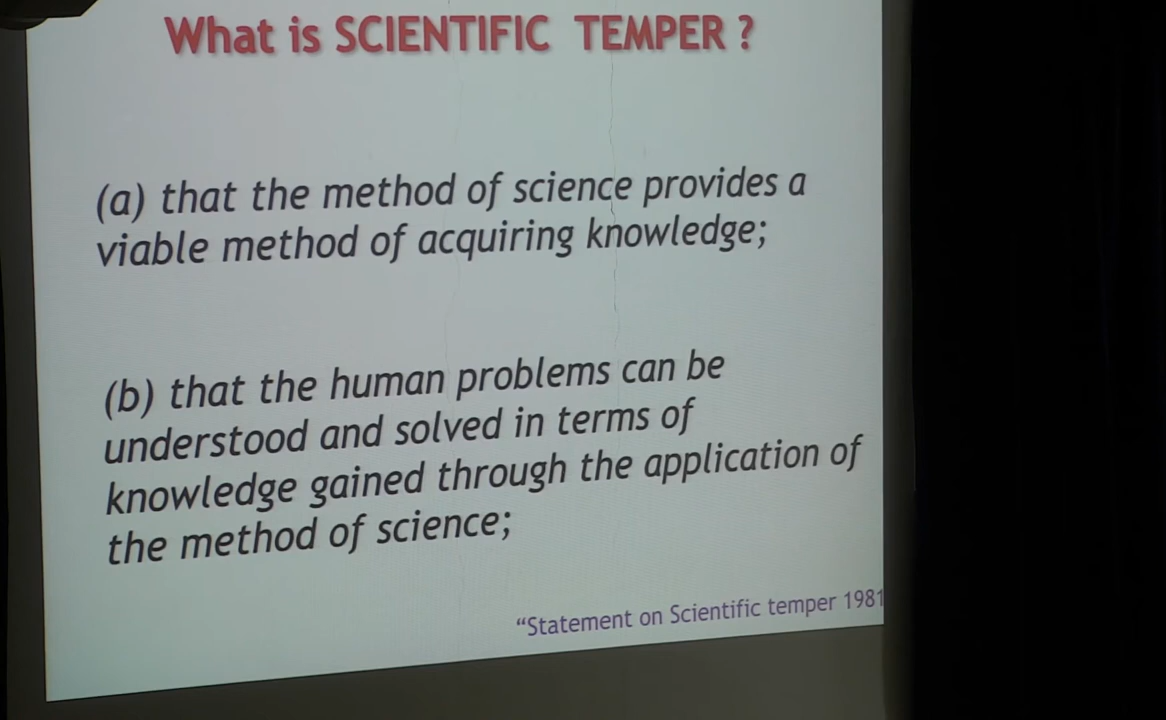 What is SCIENTIFIC TEMPER ?
(a) that the method of science provides a
viable method of acquiring knowledge;
(b) that the human problems can be
understood and solved in terms of
knowledge gained through the application of
the method of science;
“Statement on Scientific temper 1981